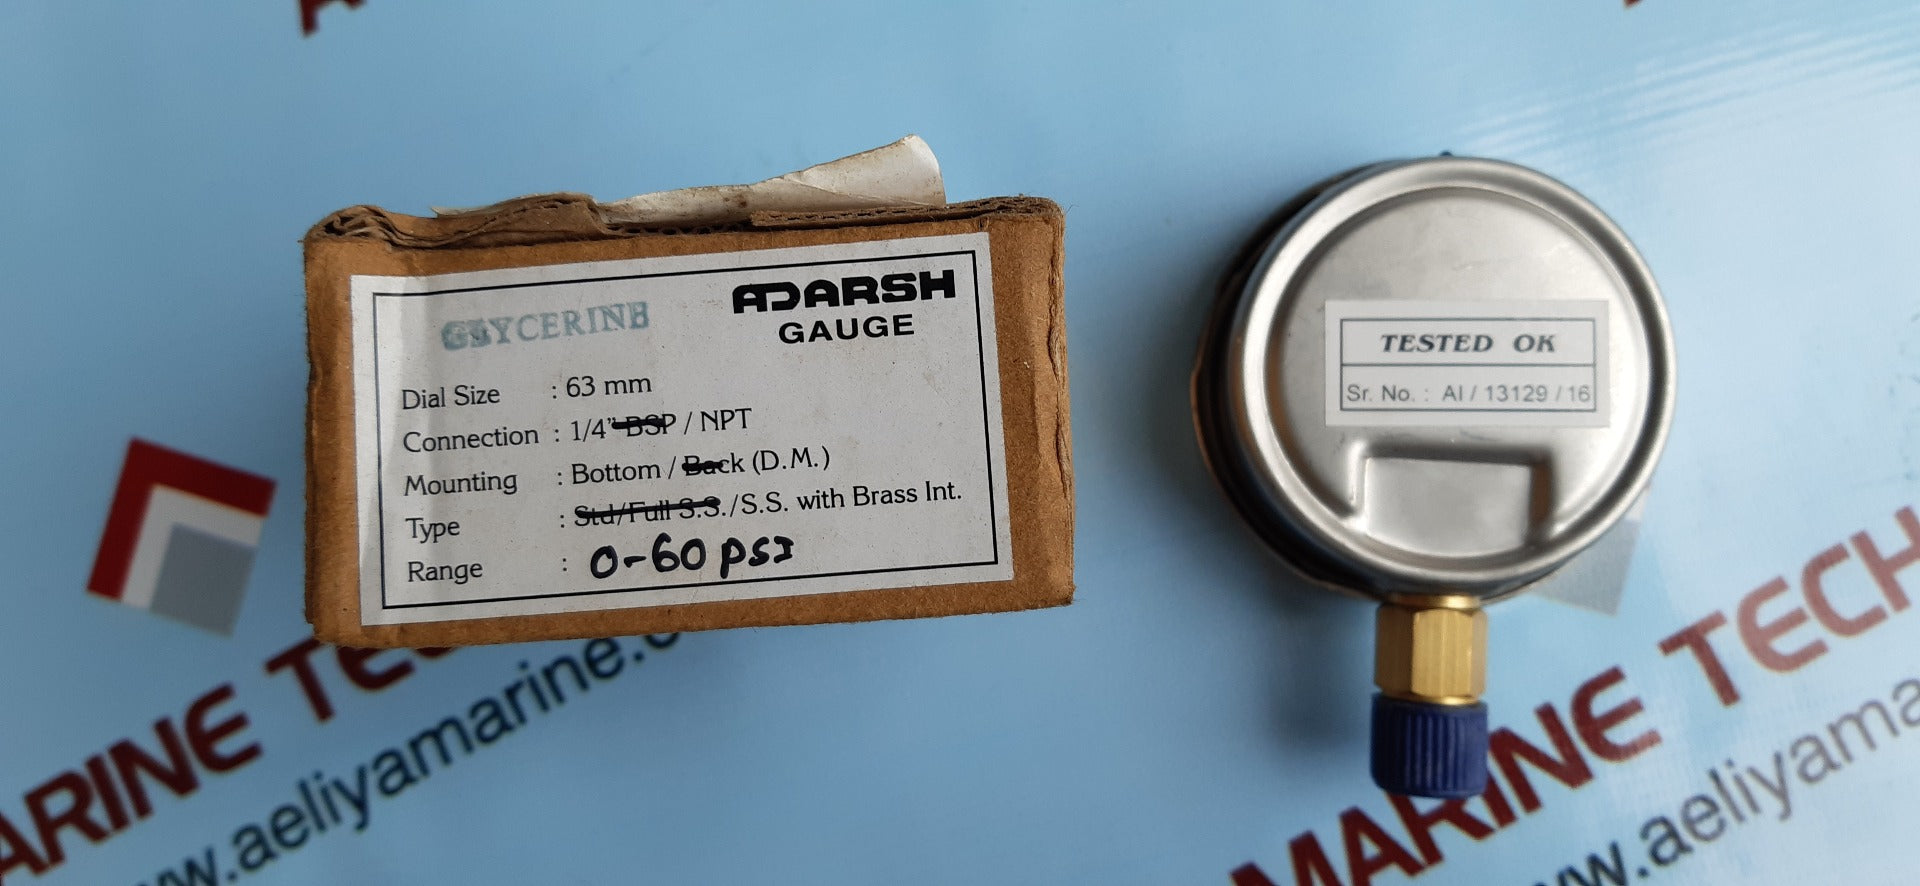 GLYCERINE
ADARSH
GAUGE
Dial Size : 63 mm
Connection : 1/4" BSP / NPT
Mounting : Bottom / Back (D.M.)
Type : Std/Full S.S./S.S. with Brass Int.
Range : 0-60 PSI
TESTED OK
Sr. No. : AI / 13129 / 16
ARINE TEC
www.aeliyamarine.c
MARINE TECH
www.aeliyama